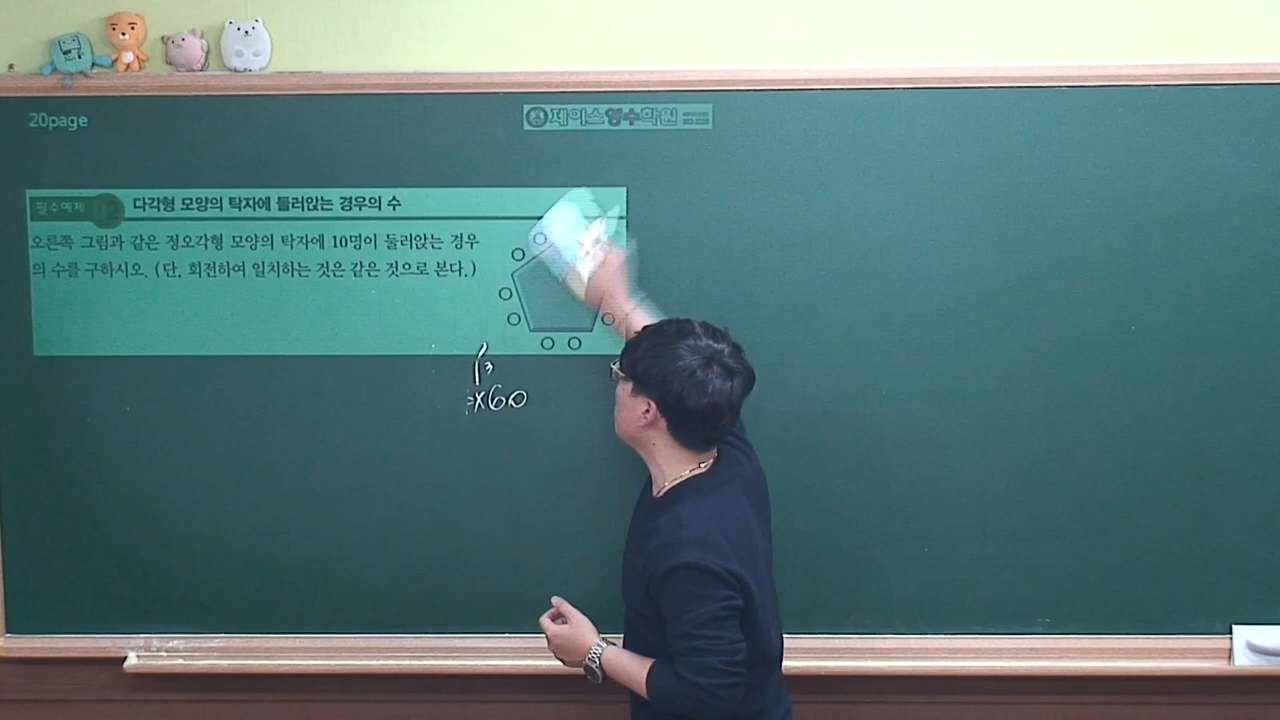 20page
제이스영수학원
필수예제 02 다각형 모양의 탁자에 둘러앉는 경우의 수
오른쪽 그림과 같은 정오각형 모양의 탁자에 10명이 둘러앉는 경우
의 수를 구하시오. (단, 회전하여 일치하는 것은 같은 것으로 본다.)
×60